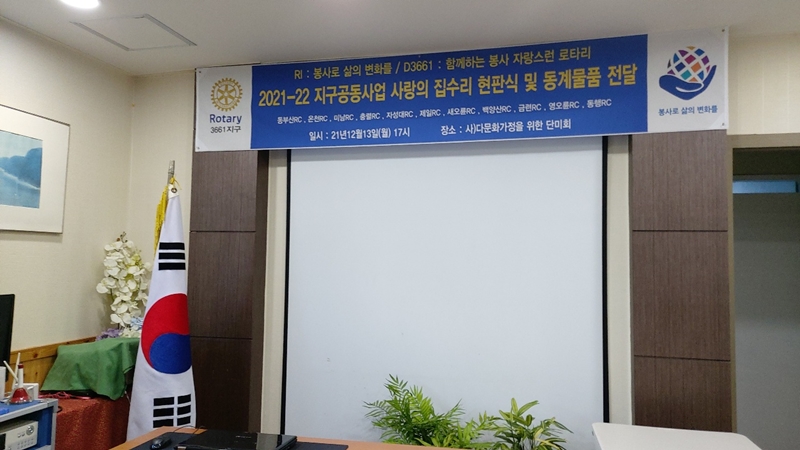 RI : 봉사로 삶의 변화를 / D3661 : 함께하는 봉사 자랑스런 로타리
2021-22 지구공동사업 사랑의 집수리 현판식 및 동계물품 전달
동부산RC , 온천RC , 미남RC , 충렬RC , 자성대RC , 제일RC , 새오륜RC , 백양산RC , 금련RC , 영오륜RC , 동행RC
일시 : 21년12월13일(월) 17시 장소 : 사)다문화가정을 위한 단미회
Rotary
3661지구
봉사로 삶의 변화를